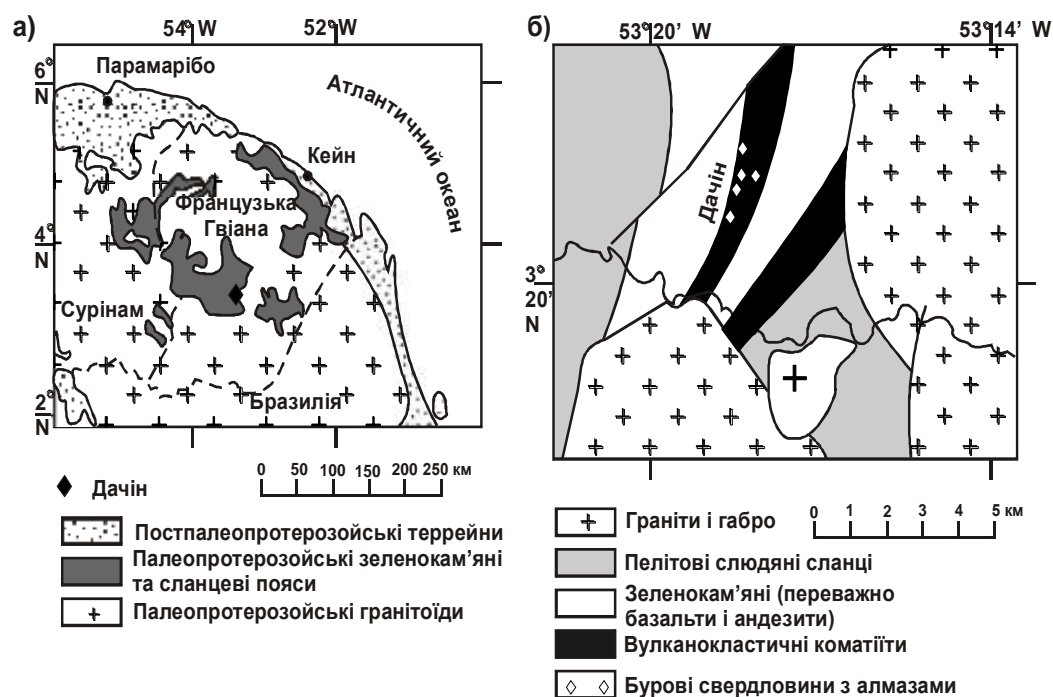 а)
54° W
52° W
6°
N
4°
N
2°
N
Парамарібо
Атлантичний океан
Кейн
Французька
Гвіана
Сурінам
Бразилія
0 50 100 150 200 250 км
Дачін
Постпалеопротерозойські террейни
Палеопротерозойські зеленокам’яні
та сланцеві пояси
Палеопротерозойські гранітоїди
б)
53° 20’ W
53° 14’ W
Дачін
3°
20’
N
0 1 2 3 4 5 км
Граніти і габро
Пелітові слюдяні сланці
Зеленокам’яні (переважно
базальти і андезити)
Вулканокластичні коматіїти
Бурові свердловини з алмазами